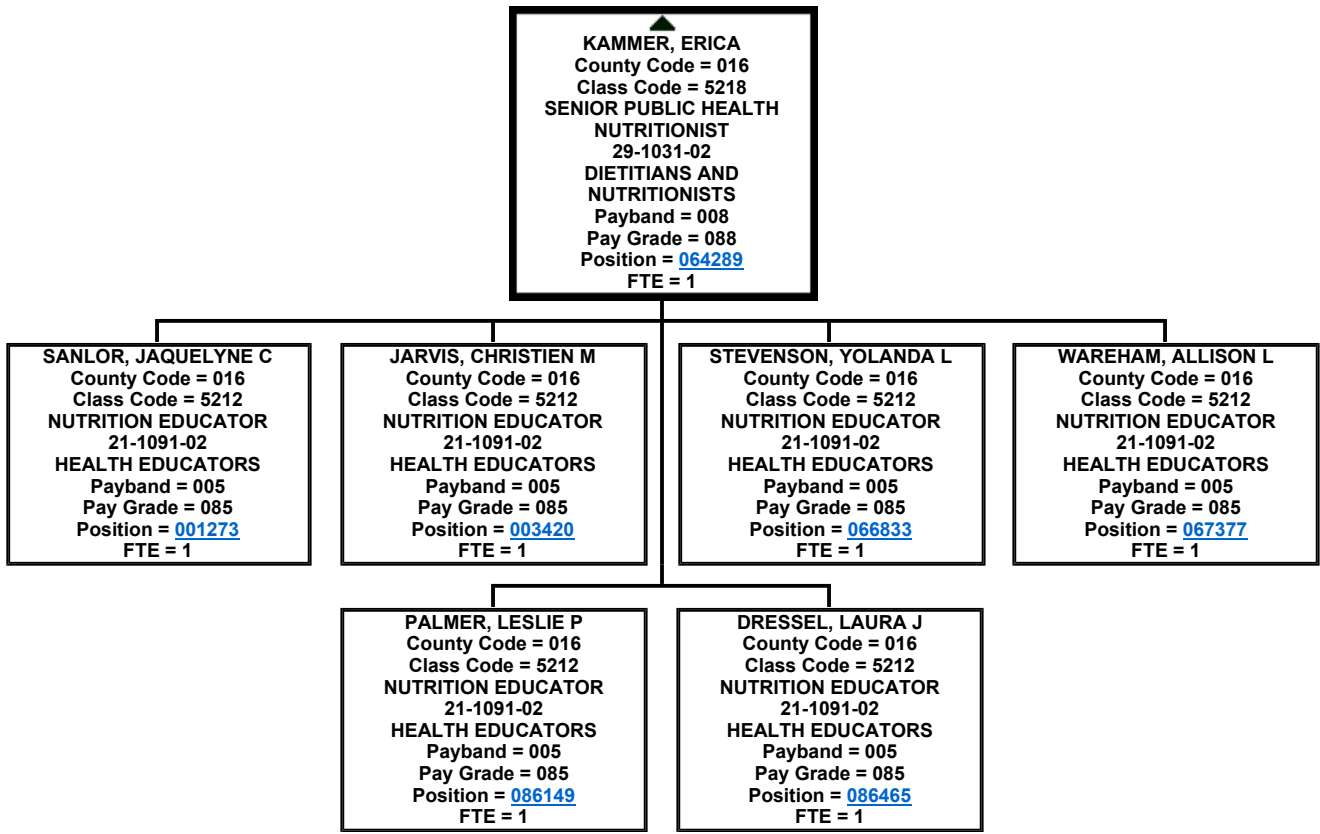 KAMMER, ERICA
County Code = 016
Class Code = 5218
SENIOR PUBLIC HEALTH
NUTRITIONIST
29-1031-02
DIETITIANS AND
NUTRITIONISTS
Payband = 008
Pay Grade = 088
Position = 064289
FTE = 1
SANLOR, JAQUELYNE C
County Code = 016
Class Code = 5212
NUTRITION EDUCATOR
21-1091-02
HEALTH EDUCATORS
Payband = 005
Pay Grade = 085
Position = 001273
FTE = 1
JARVIS, CHRISTIEN M
County Code = 016
Class Code = 5212
NUTRITION EDUCATOR
21-1091-02
HEALTH EDUCATORS
Payband = 005
Pay Grade = 085
Position = 003420
FTE = 1
STEVENSON, YOLANDA L
County Code = 016
Class Code = 5212
NUTRITION EDUCATOR
21-1091-02
HEALTH EDUCATORS
Payband = 005
Pay Grade = 085
Position = 066833
FTE = 1
WAREHAM, ALLISON L
County Code = 016
Class Code = 5212
NUTRITION EDUCATOR
21-1091-02
HEALTH EDUCATORS
Payband = 005
Pay Grade = 085
Position = 067377
FTE = 1
PALMER, LESLIE P
County Code = 016
Class Code = 5212
NUTRITION EDUCATOR
21-1091-02
HEALTH EDUCATORS
Payband = 005
Pay Grade = 085
Position = 086149
FTE = 1
DRESSEL, LAURA J
County Code = 016
Class Code = 5212
NUTRITION EDUCATOR
21-1091-02
HEALTH EDUCATORS
Payband = 005
Pay Grade = 085
Position = 086465
FTE = 1